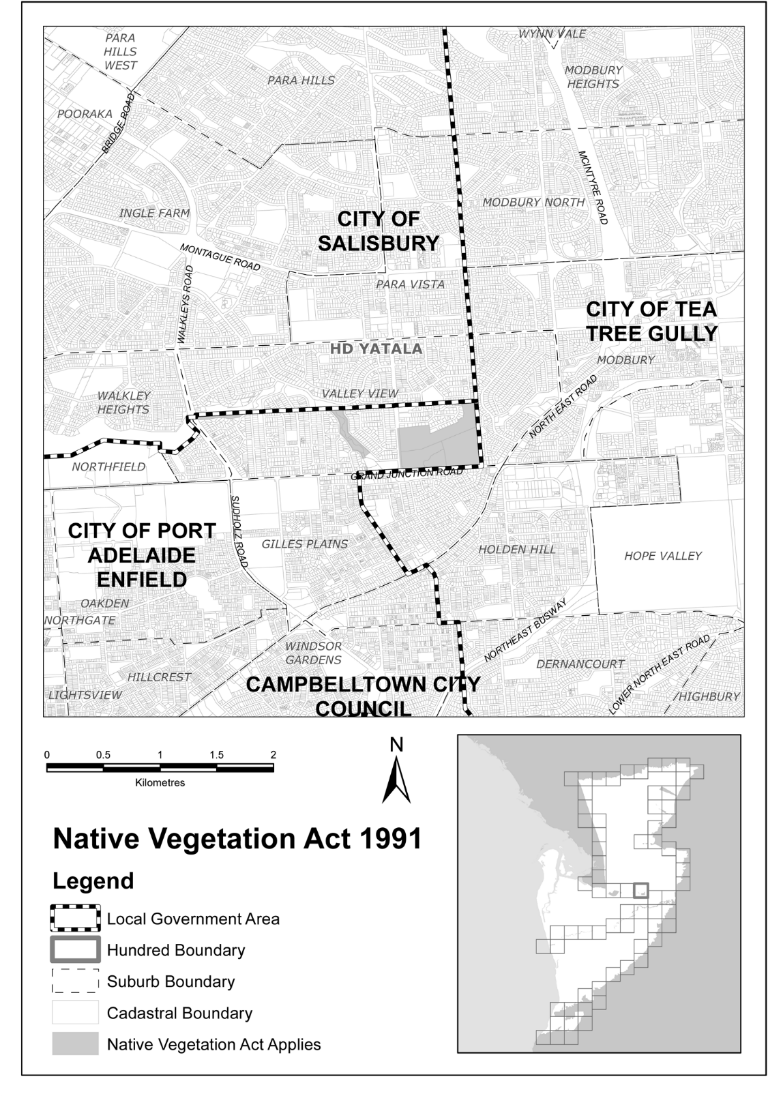 PARA
HILLS
WEST
WYNN VALE
PARA HILLS
MODBURY
HEIGHTS
POORAKA
BRIDGE ROAD
MCINTYRE ROAD
INGLE FARM
CITY OF
SALISBURY
MODBURY NORTH
MONTAGUE ROAD
PARA VISTA
WALKLEYS ROAD
CITY OF TEA
TREE GULLY
HD YATALA
MODBURY
VALLEY VIEW
WALKLEY
HEIGHTS
NORTH EAST ROAD
NORTHFIELD
GRAND JUNCTION ROAD
SUDHOLZ ROAD
CITY OF PORT
ADELAIDE
ENFIELD
GILLES PLAINS
HOLDEN HILL
HOPE VALLEY
OAKDEN
NORTHGATE
NORTHEAST BUSWAY
WINDSOR
GARDENS
DERNANCOURT
LOWER NORTH EAST ROAD
HILLCREST
CAMPBELLTOWN CITY
COUNCIL
LIGHTSVIEW
HIGHBURY
0 0.5 1 1.5 2
Kilometres
N
Native Vegetation Act 1991
Legend
Local Government Area
Hundred Boundary
Suburb Boundary
Cadastral Boundary
Native Vegetation Act Applies